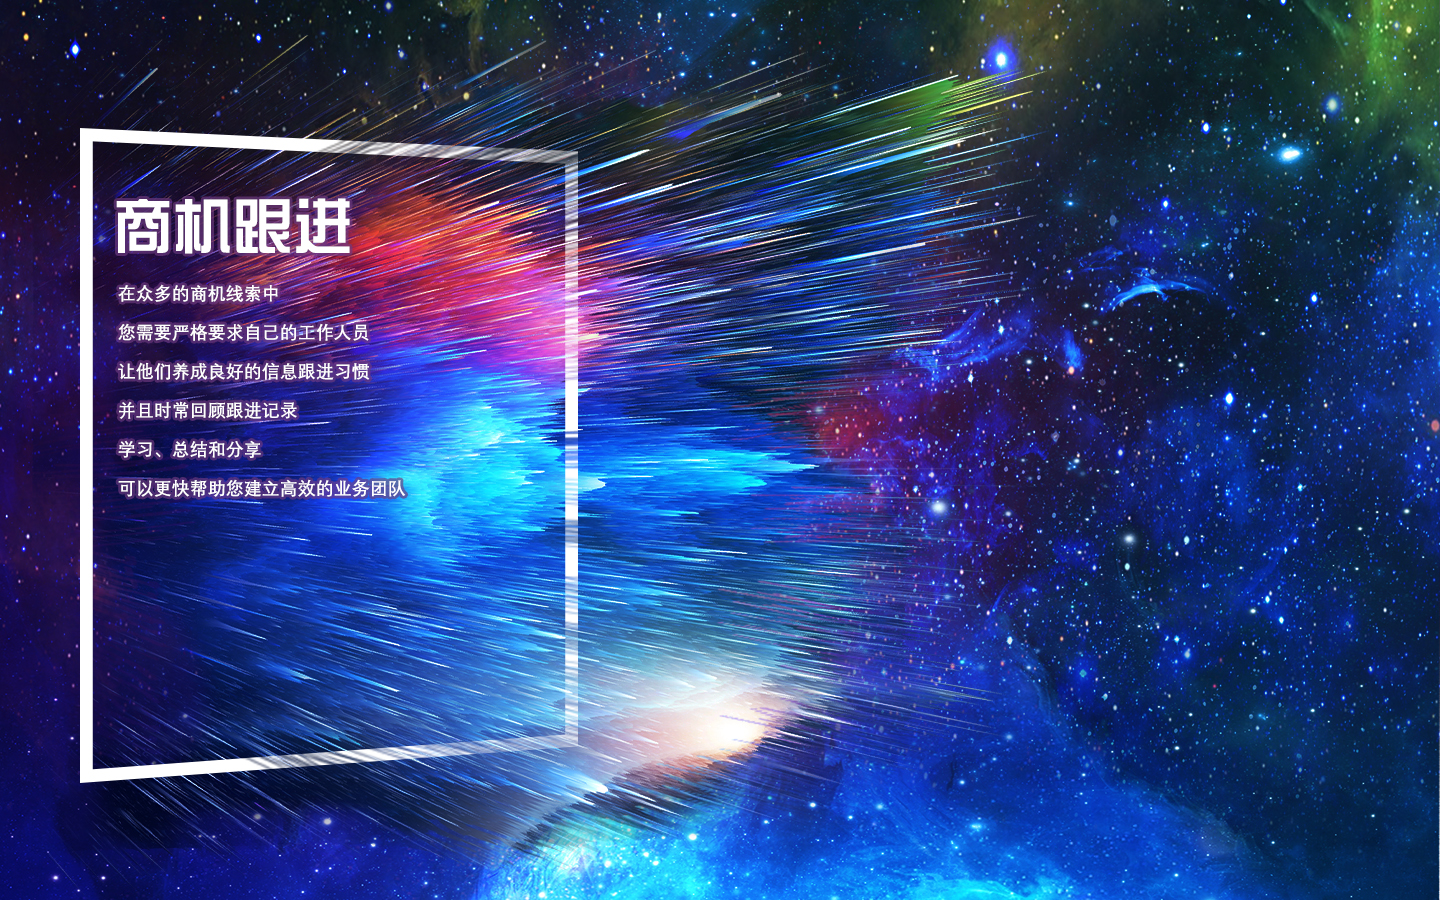 商机跟进
在众多的商机线索中
您需要严格要求自己的工作人员
让他们养成良好的信息跟进习惯
并且时常回顾跟进记录
学习、总结和分享
可以更快帮助您建立高效的业务团队